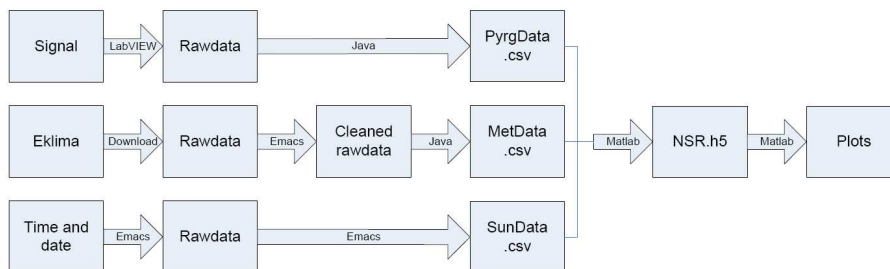 Signal
LabVIEW
Rawdata
Java
PyrgData
.csv
Eklima
Download
Rawdata
Emacs
Cleaned
rawdata
Java
MetData
.csv
Matlab
NSR.h5
Matlab
Plots
Time and
date
Emacs
Rawdata
Emacs
SunData
.csv